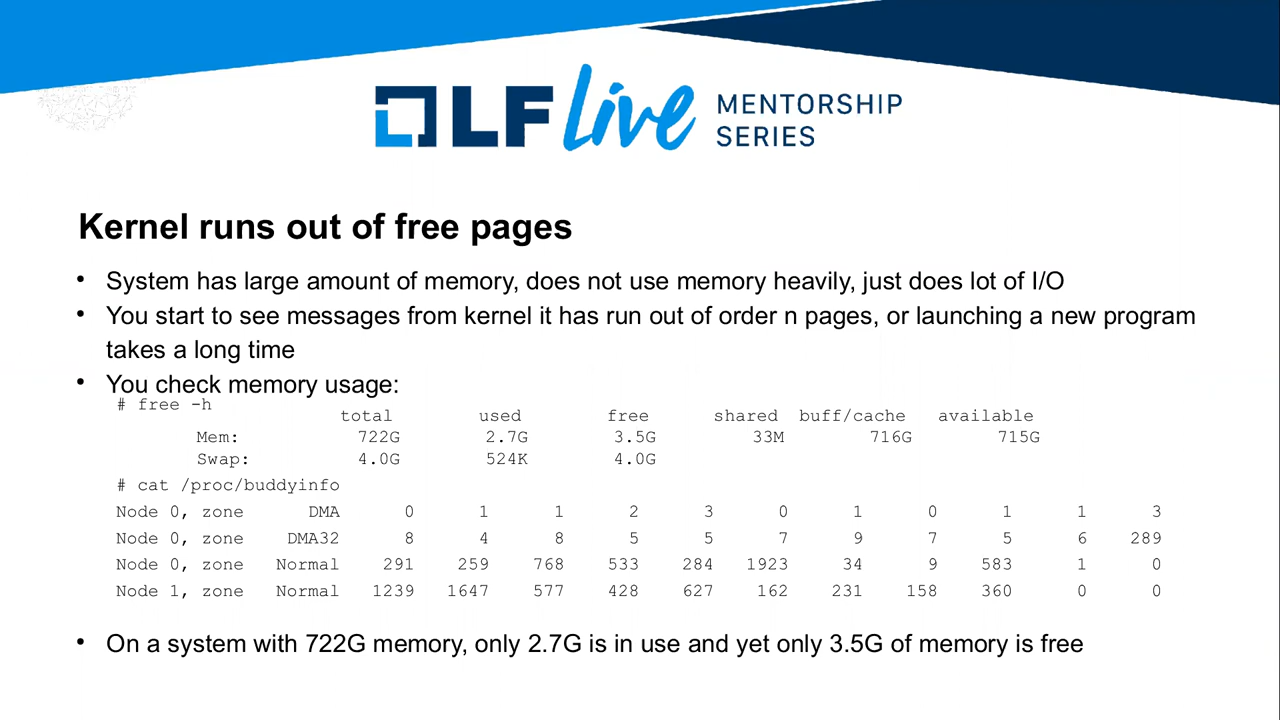 LF Live MENTORSHIP
SERIES
Kernel runs out of free pages
• System has large amount of memory, does not use memory heavily, just does lot of I/O
• You start to see messages from kernel it has run out of order n pages, or launching a new program
takes a long time
• You check memory usage:
# free -h
total used free shared buff/cache available
Mem: 722G 2.7G 3.5G 33M 716G 715G
Swap: 4.0G 524K 4.0G
# cat /proc/buddyinfo
Node 0, zone DMA 0 1 1 2 3 0 1 0 1 1 3
Node 0, zone DMA32 8 4 8 5 5 7 9 7 5 6 289
Node 0, zone Normal 291 259 768 533 284 1923 34 9 583 1 0
Node 1, zone Normal 1239 1647 577 428 627 162 231 158 360 0 0
• On a system with 722G memory, only 2.7G is in use and yet only 3.5G of memory is free